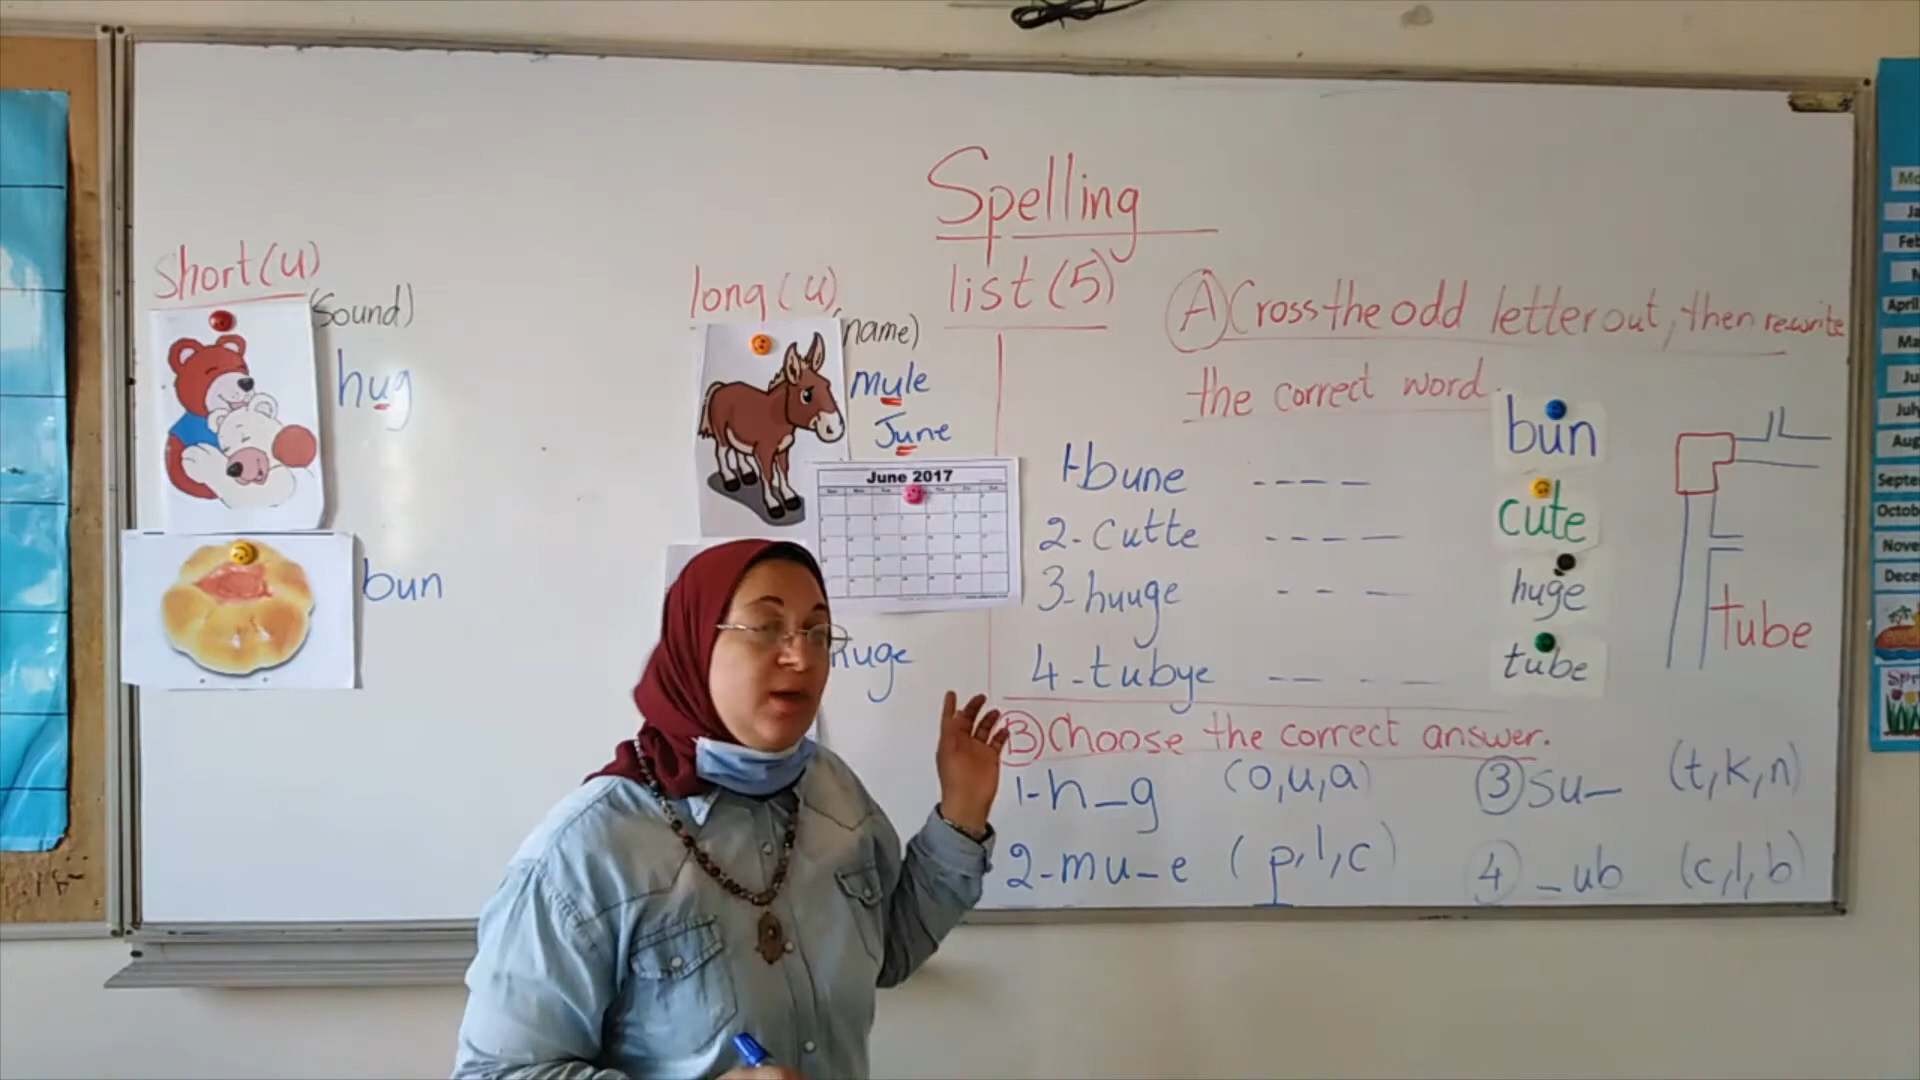 Spelling
list (5)
short (u)
(sound)
hug
bun
long (u)
(name)
mule
June
June 2017
huge
A Cross the odd letter out, then rewrite
the correct word.
1-bune ----
2-cutte ----
3-huuge ---
4-tubye ----
bun
cute
huge
tube
tube
B Choose the correct answer.
1-h_g (o,u,a)
2-mu_e (p,l,c)
3 su_ (t,k,n)
4 _ub (c,l,b)
April
July